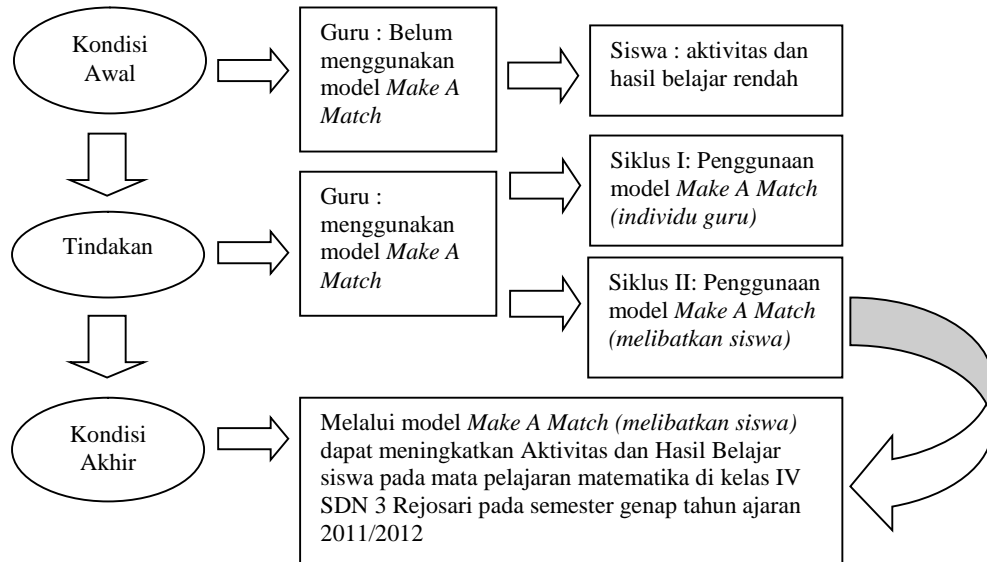 Kondisi
Awal
Guru : Belum
menggunakan
model Make A
Match
Siswa : aktivitas dan
hasil belajar rendah
Tindakan
Guru :
menggunakan
model Make A
Match
Siklus I: Penggunaan
model Make A Match
(individu guru)
Siklus II: Penggunaan
model Make A Match
(melibatkan siswa)
Kondisi
Akhir
Melalui model Make A Match (melibatkan siswa)
dapat meningkatkan Aktivitas dan Hasil Belajar
siswa pada mata pelajaran matematika di kelas IV
SDN 3 Rejosari pada semester genap tahun ajaran
2011/2012